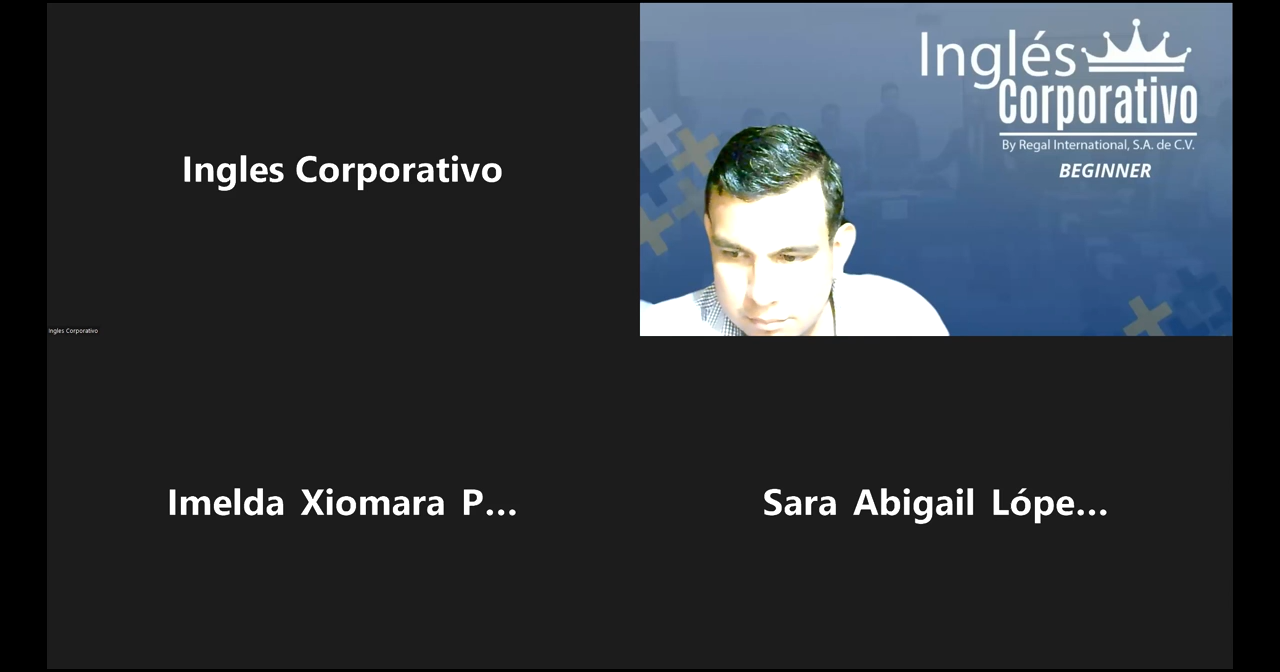 Ingles Corporativo
Ingles Corporativo
Inglés
Corporativo
By Regal International, S.A. de C.V.
BEGINNER
Imelda Xiomara P...
Sara Abigail Lópe...